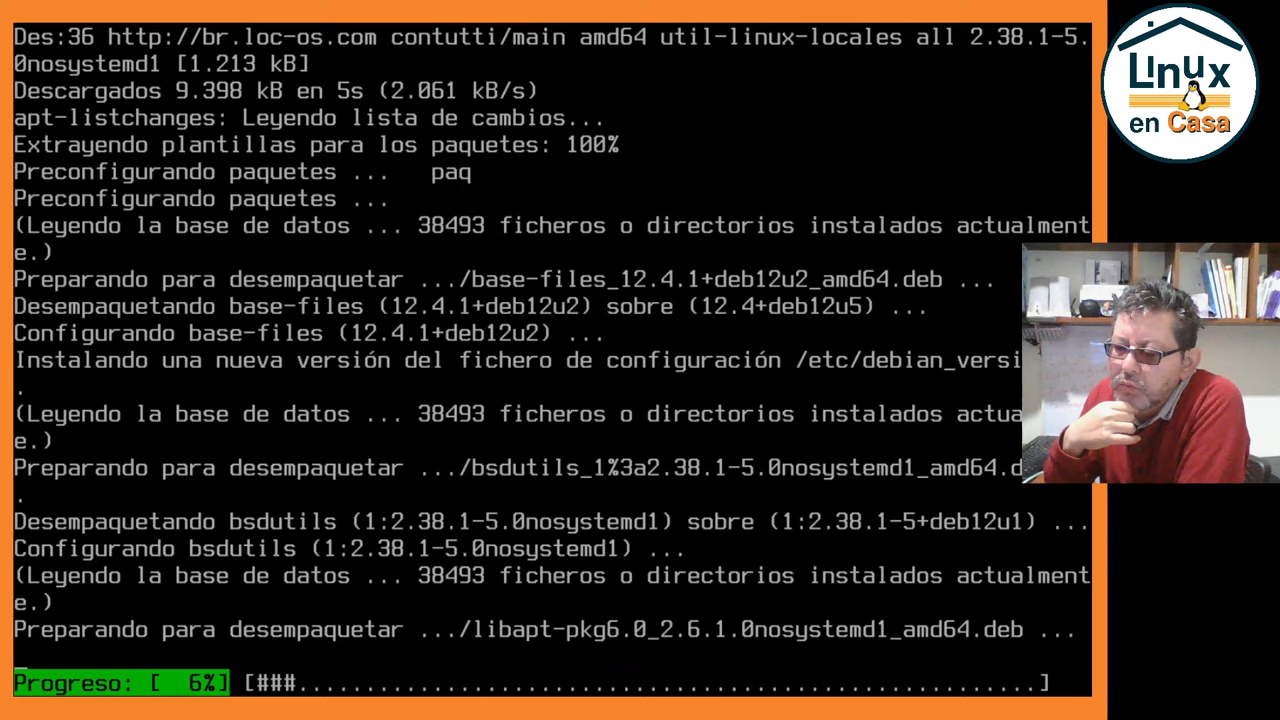 Des:36 http://br.loc-os.com contutti/main amd64 util-linux-locales all 2.38.1-5.
0nosystemd1 [1.213 kB]
Descargados 9.398 kB en 5s (2.061 kB/s)
apt-listchanges: Leyendo lista de cambios...
Extrayendo plantillas para los paquetes: 100%
Preconfigurando paquetes ...   paq
Preconfigurando paquetes ...
(Leyendo la base de datos ... 38493 ficheros o directorios instalados actualment
e.)
Preparando para desempaquetar .../base-files_12.4.1+deb12u2_amd64.deb ...
Desempaquetando base-files (12.4.1+deb12u2) sobre (12.4+deb12u5) ...
Configurando base-files (12.4.1+deb12u2) ...
Instalando una nueva versión del fichero de configuración /etc/debian_versi
.
(Leyendo la base de datos ... 38493 ficheros o directorios instalados actua
e.)
Preparando para desempaquetar .../bsdutils_1%3a2.38.1-5.0nosystemd1_amd64.d
.
Desempaquetando bsdutils (1:2.38.1-5.0nosystemd1) sobre (1:2.38.1-5+deb12u1) ...
Configurando bsdutils (1:2.38.1-5.0nosystemd1) ...
(Leyendo la base de datos ... 38493 ficheros o directorios instalados actualment
e.)
Preparando para desempaquetar .../libapt-pkg6.0_2.6.1.0nosystemd1_amd64.deb ...
Progreso: [  6%] [###..........................................................]
Linux
en Casa